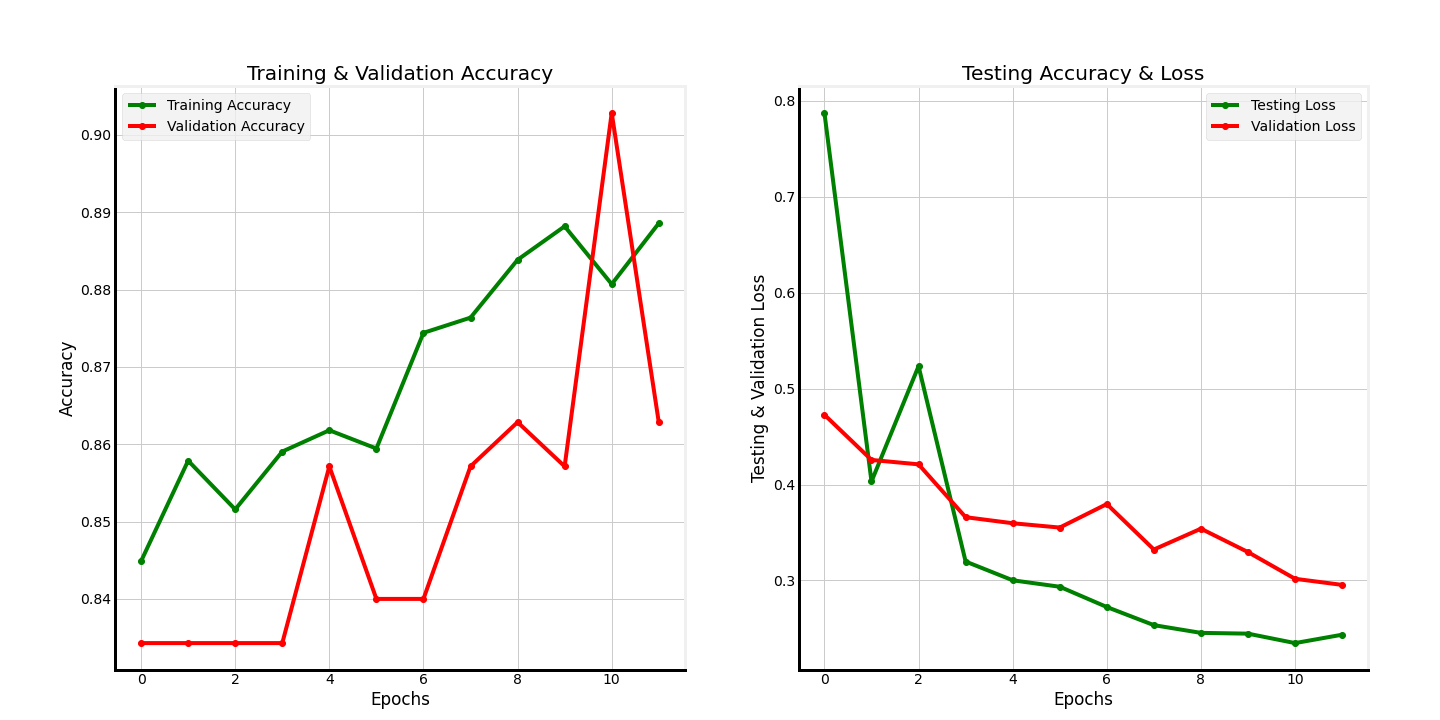 Training & Validation Accuracy
Training Accuracy
Validation Accuracy
0.90
0.89
0.88
0.87
0.86
0.85
0.84
Accuracy
0 2 4 6 8 10
Epochs
Testing Accuracy & Loss
Testing Loss
Validation Loss
0.8
0.7
0.6
0.5
0.4
0.3
Testing & Validation Loss
0 2 4 6 8 10
Epochs